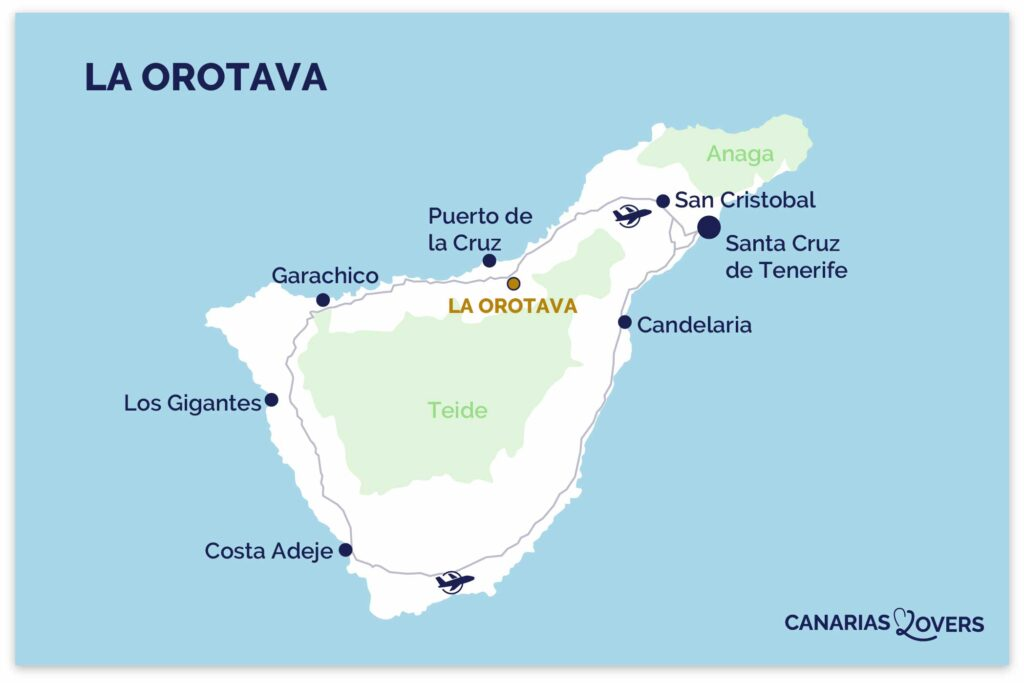 LA OROTAVA
Anaga
San Cristobal
Puerto de
la Cruz
Santa Cruz
de Tenerife
Garachico
LA OROTAVA
Candelaria
Los Gigantes
Teide
Costa Adeje
CANARIAS LOVERS